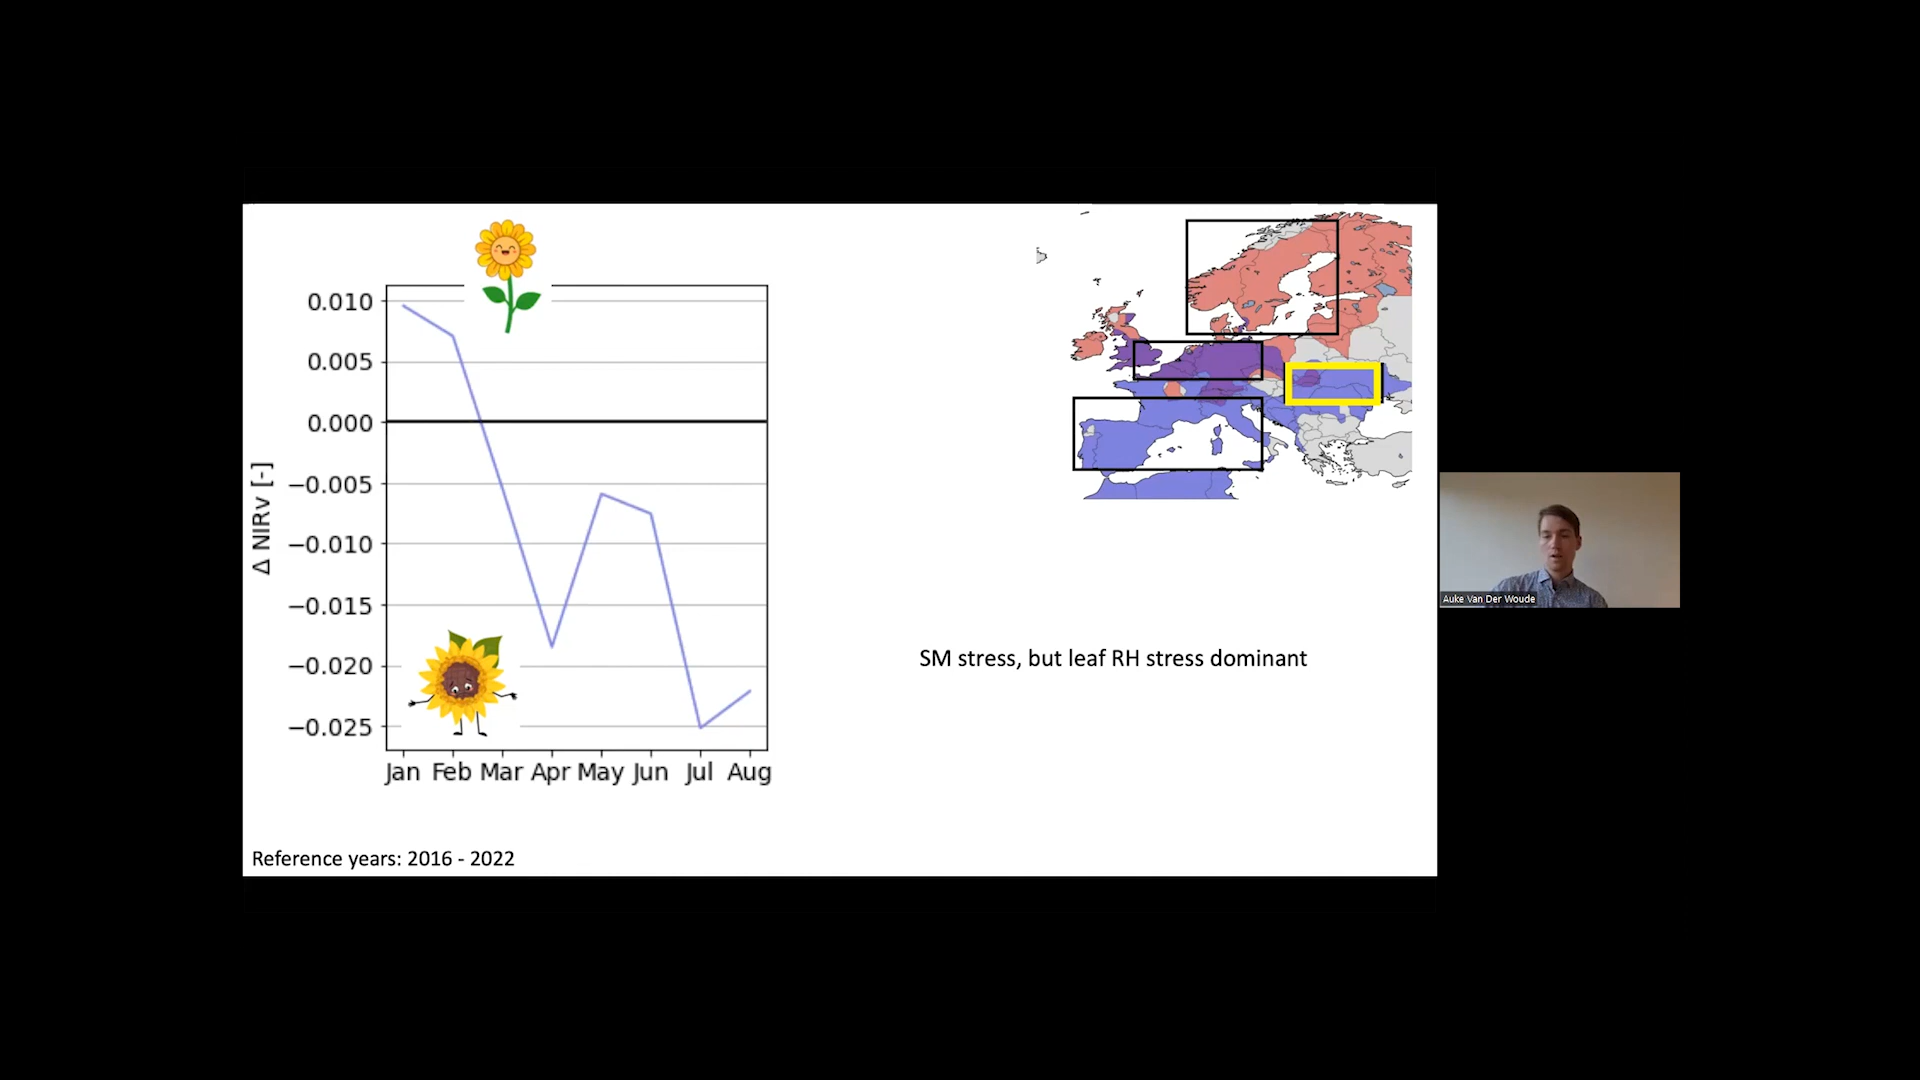 0.010
0.005
0.000
−0.005
−0.010
−0.015
−0.020
−0.025
Δ NIRv [-]
Jan Feb Mar Apr May Jun Jul Aug
SM stress, but leaf RH stress dominant
Reference years: 2016 - 2022
Auke Van Der Woude